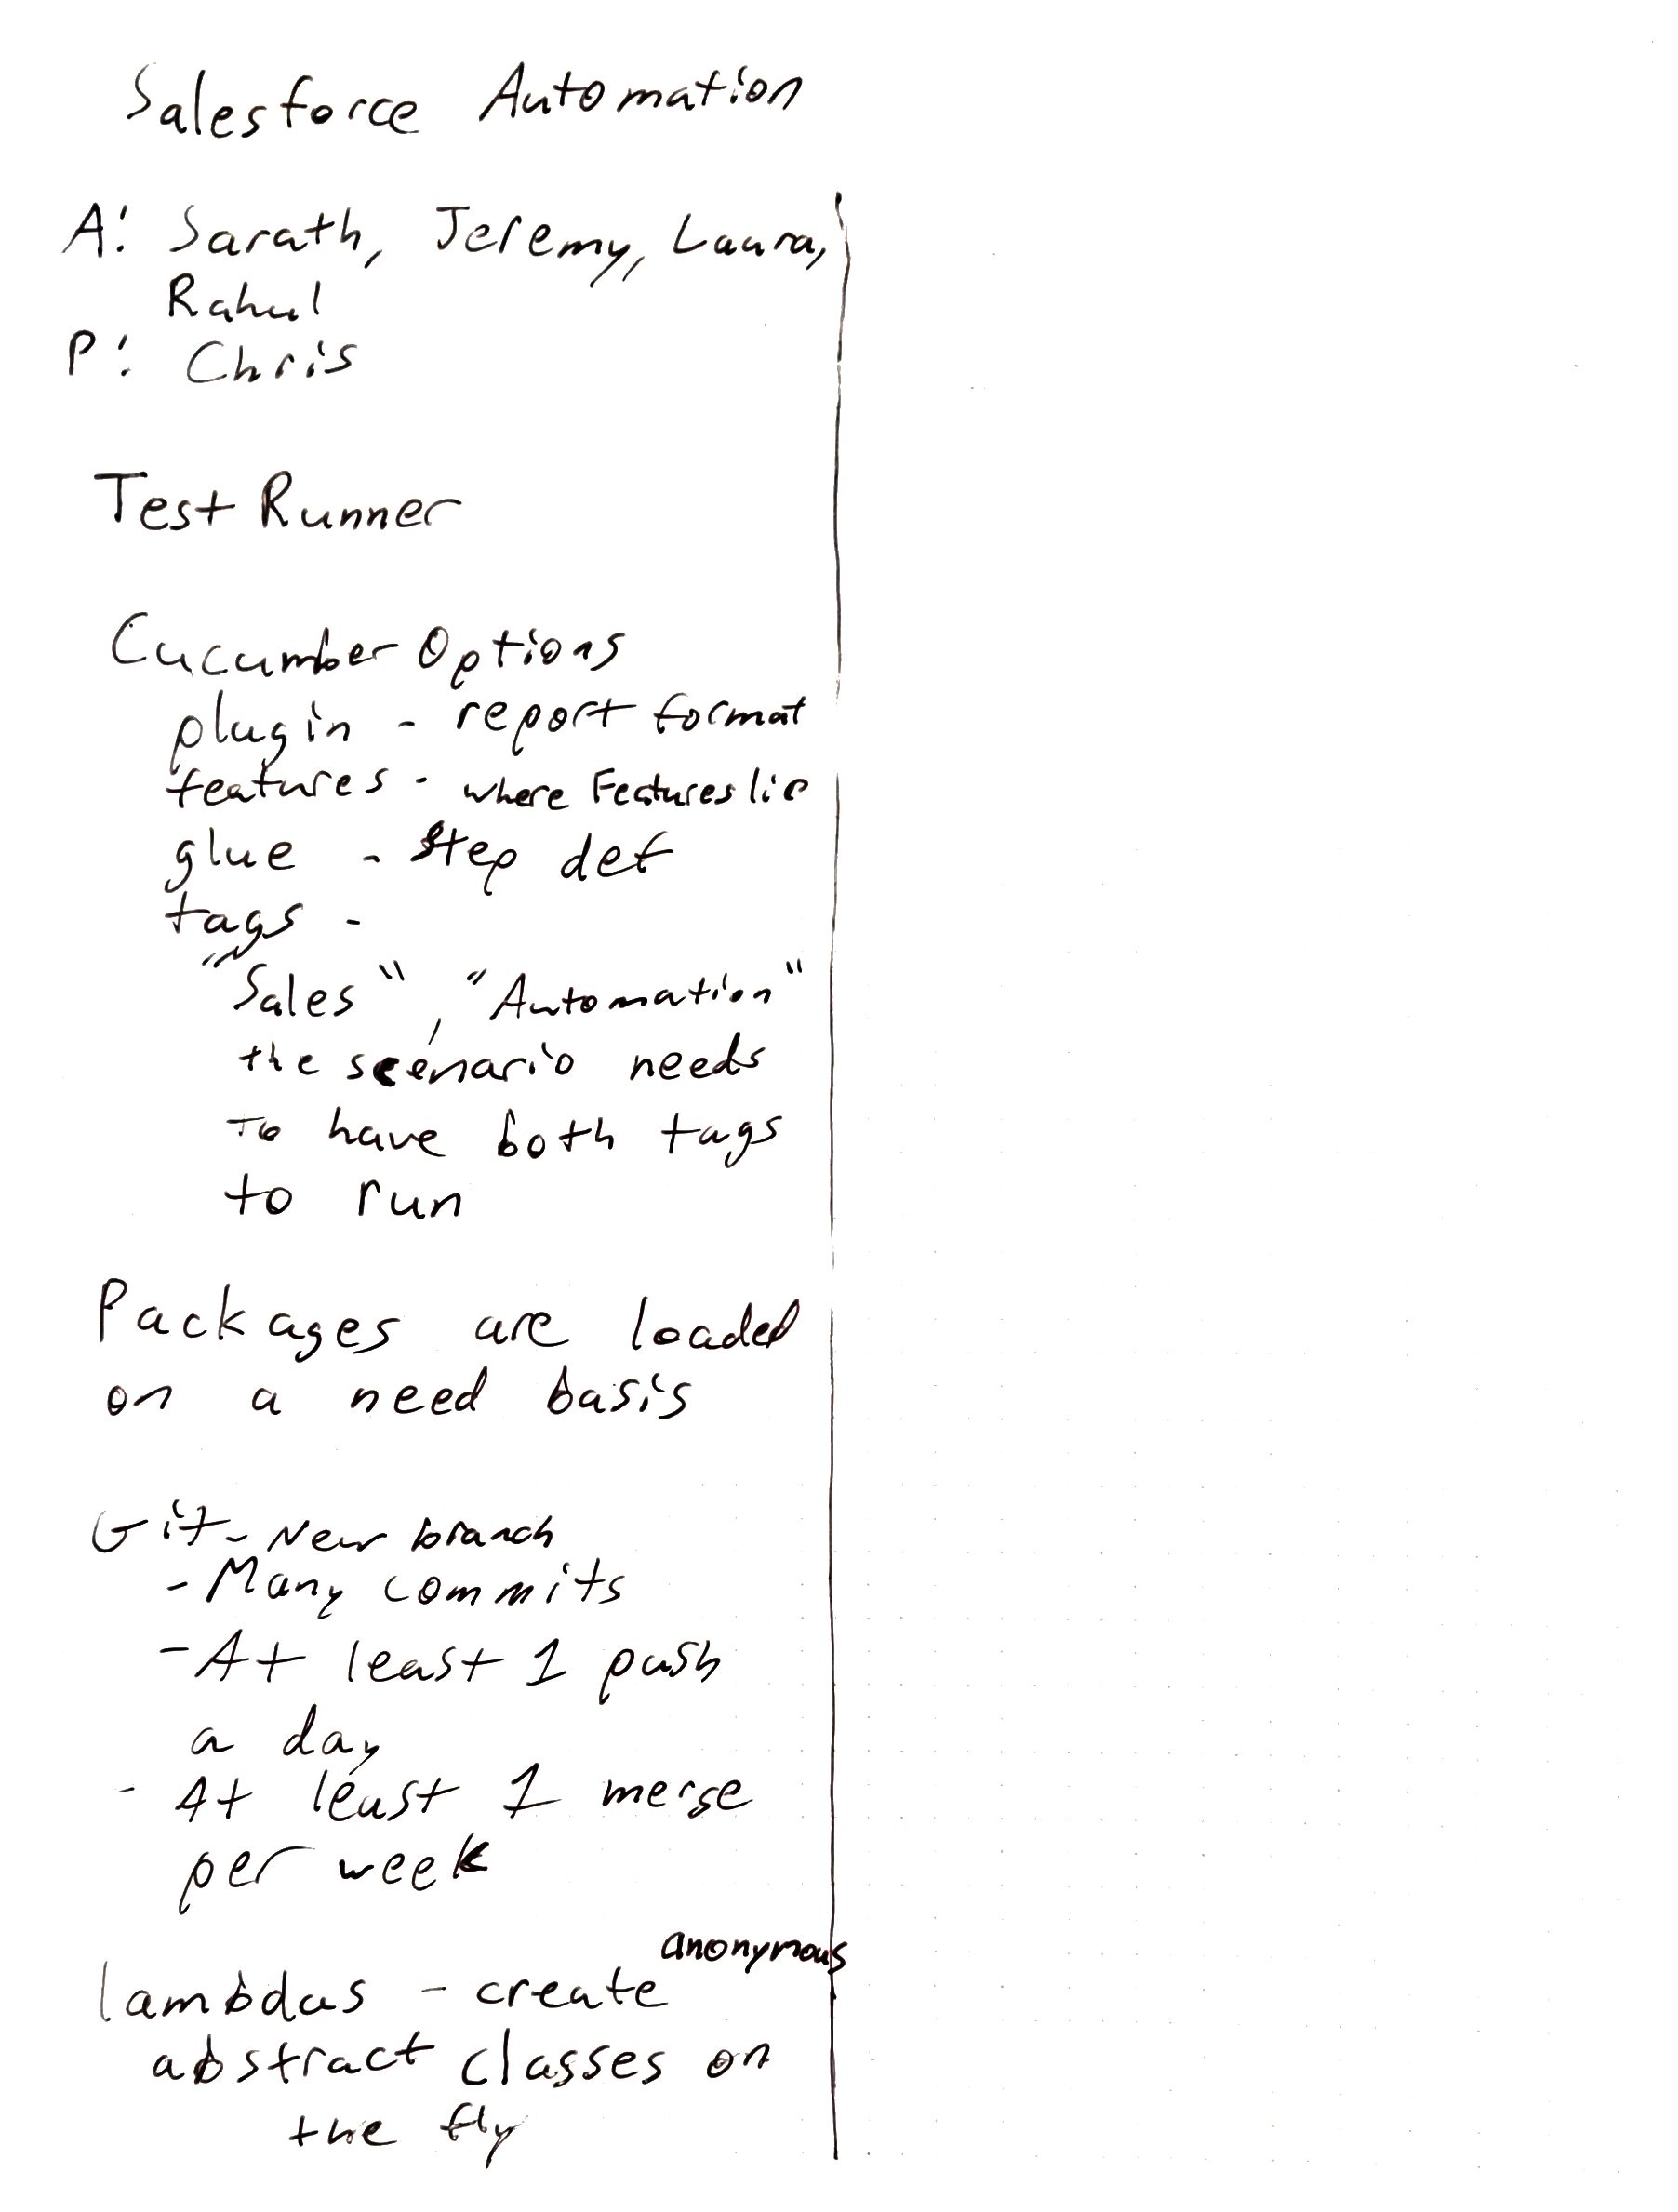 Salesforce Automation
A: Sarath, Jeremy, Laura,
Rahul
P: Chris
Test Runner
Cucumber Options
plugin - report format
features - where Features lie
glue - step def
tags -
"Sales", "Automation"
the scenario needs
To have both tags
to run
Packages are loaded
on a need basis
Git - New branch
- Many commits
- At least 1 push
a day
- At least 1 merge
per week
anonymous
lambdas - create
abstract classes on
the fly